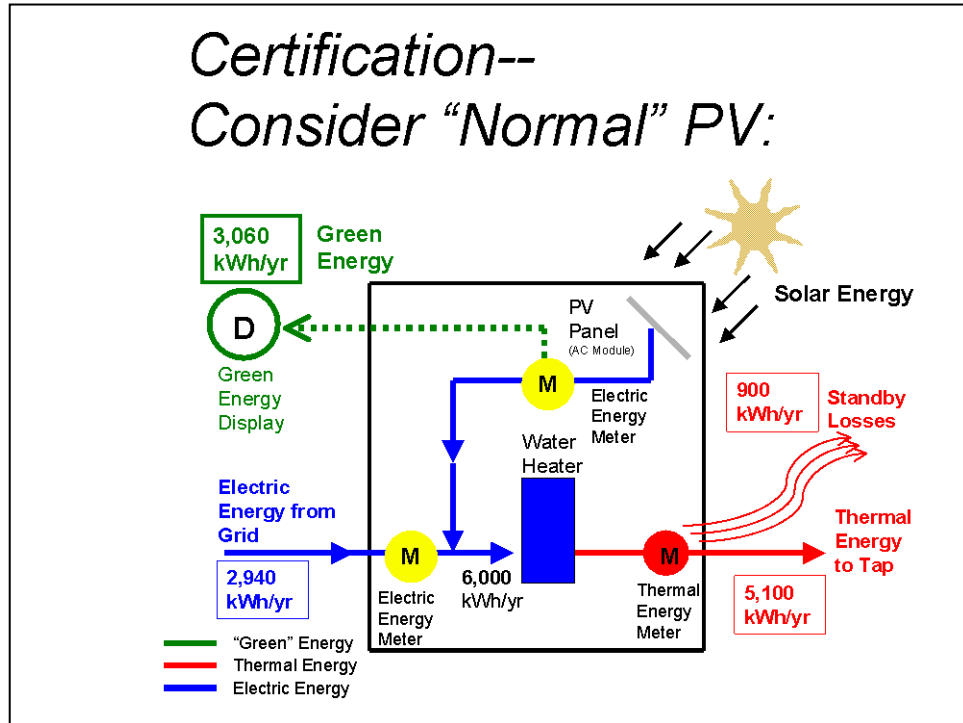 Certification--
Consider “Normal” PV:
3,060
kWh/yr
Green
Energy
D
Green
Energy
Display
Solar Energy
PV
Panel
(AC Module)
M
Electric
Energy
Meter
900
kWh/yr
Standby
Losses
Water
Heater
Electric
Energy from
Grid
2,940
kWh/yr
M
Electric
Energy
Meter
6,000
kWh/yr
M
Thermal
Energy
Meter
Thermal
Energy
to Tap
5,100
kWh/yr
“Green” Energy
Thermal Energy
Electric Energy